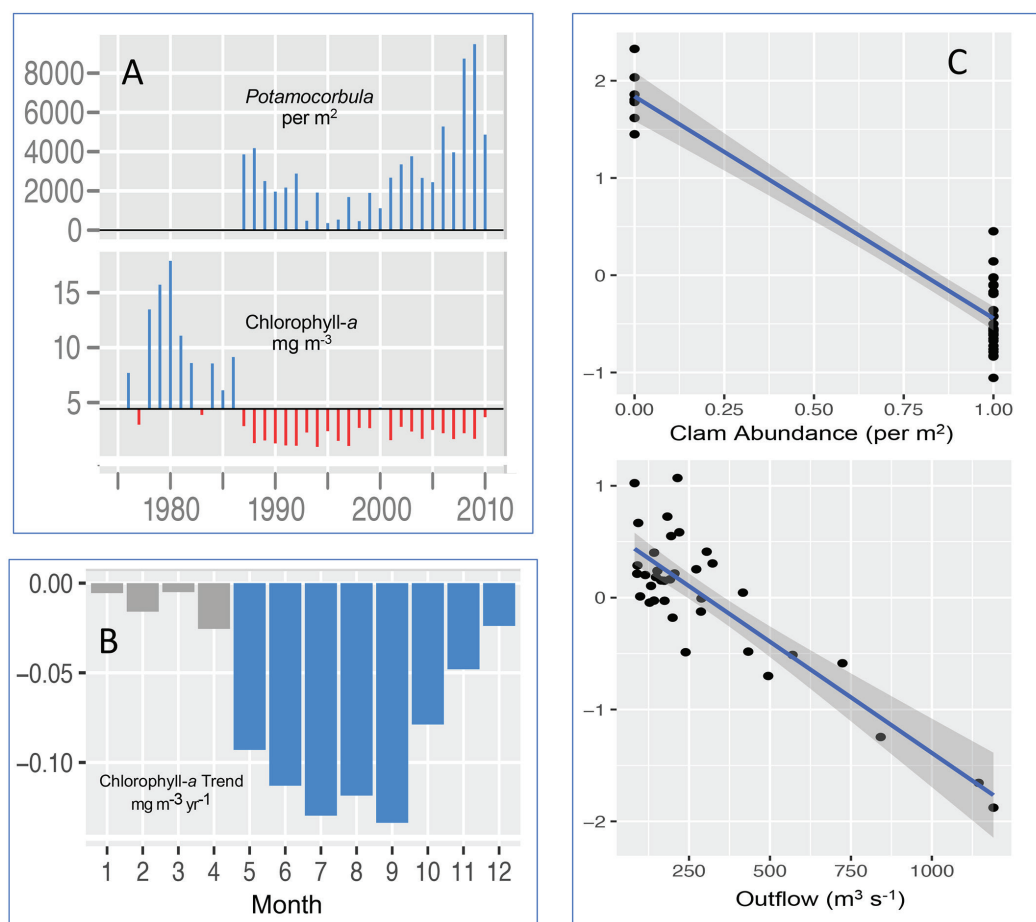 A
Potamocorbula
per m²
8000
6000
4000
2000
0
Chlorophyll-a
mg m⁻³
15
10
5
1980 1990 2000 2010
B
0.00
−0.05
−0.10
Chlorophyll-a Trend
mg m⁻³ yr⁻¹
1 2 3 4 5 6 7 8 9 10 11 12
Month
C
2
1
0
−1
0.00 0.25 0.50 0.75 1.00
Clam Abundance (per m²)
1
0
−1
−2
250 500 750 1000
Outflow (m³ s⁻¹)